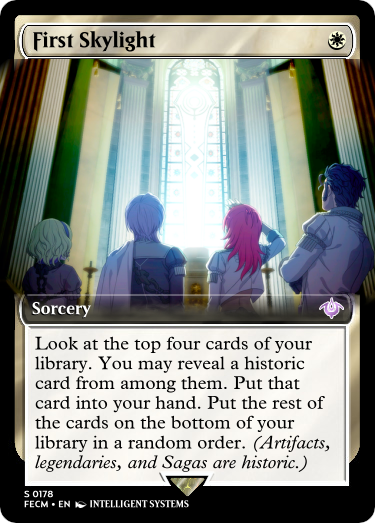 First Skylight
Sorcery
Look at the top four cards of your
library. You may reveal a historic
card from among them. Put that
card into your hand. Put the rest of
the cards on the bottom of your
library in a random order. (Artifacts,
legendaries, and Sagas are historic.)
S 0178
FECM • EN INTELLIGENT SYSTEMS